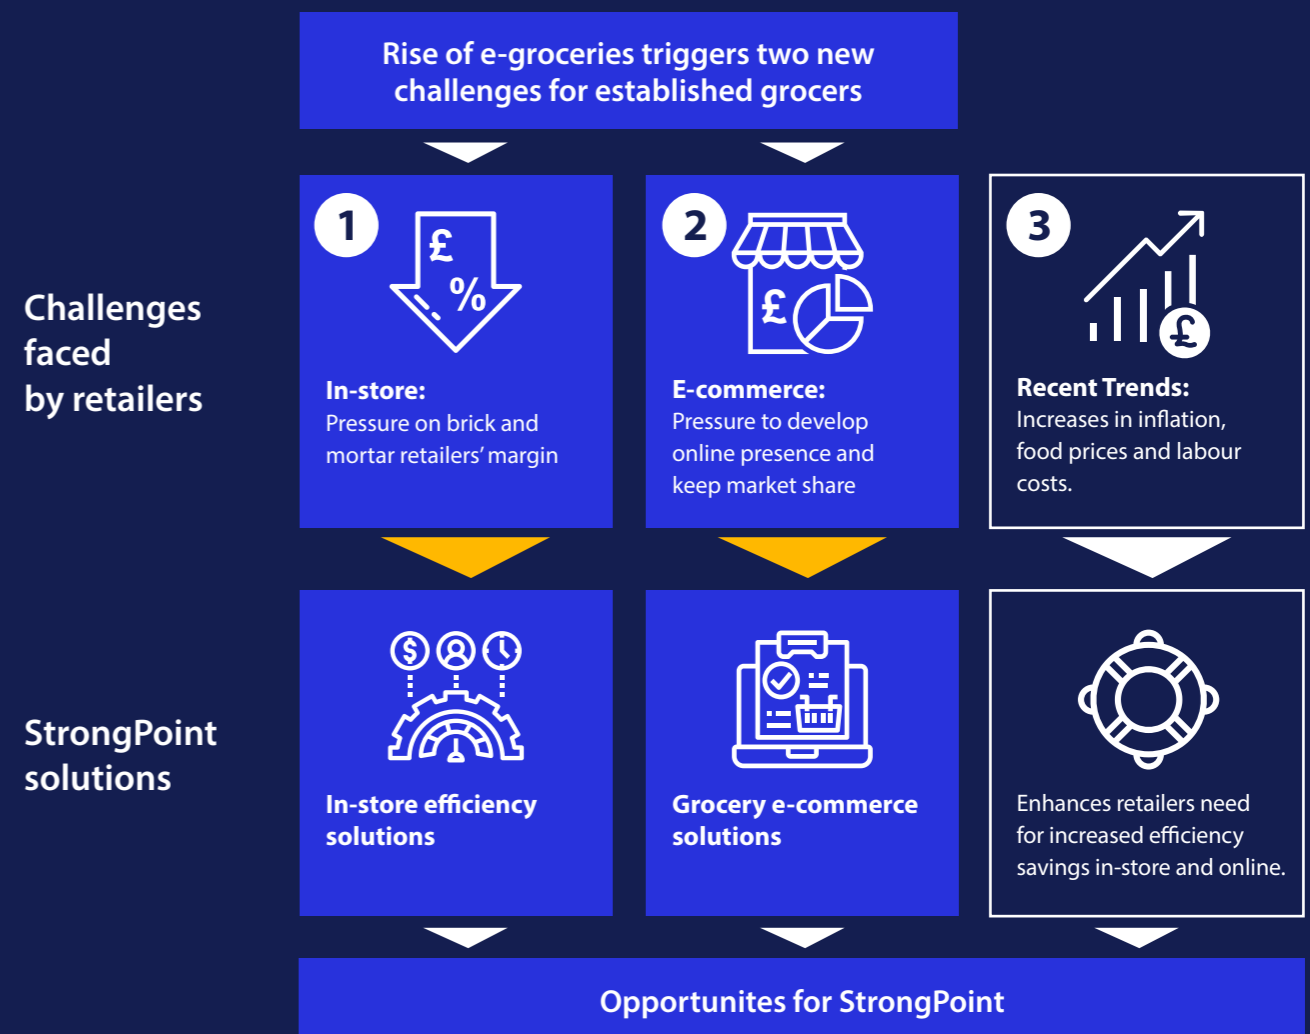 Rise of e-groceries triggers two new
challenges for established grocers
Challenges
faced
by retailers
1
£
%
In-store:
Pressure on brick and
mortar retailers’ margin
2
£
E-commerce:
Pressure to develop
online presence and
keep market share
3
£
Recent Trends:
Increases in inflation,
food prices and labour
costs.
StrongPoint
solutions
$
In-store efficiency
solutions
Grocery e-commerce
solutions
Enhances retailers need
for increased efficiency
savings in-store and online.
Opportunites for StrongPoint